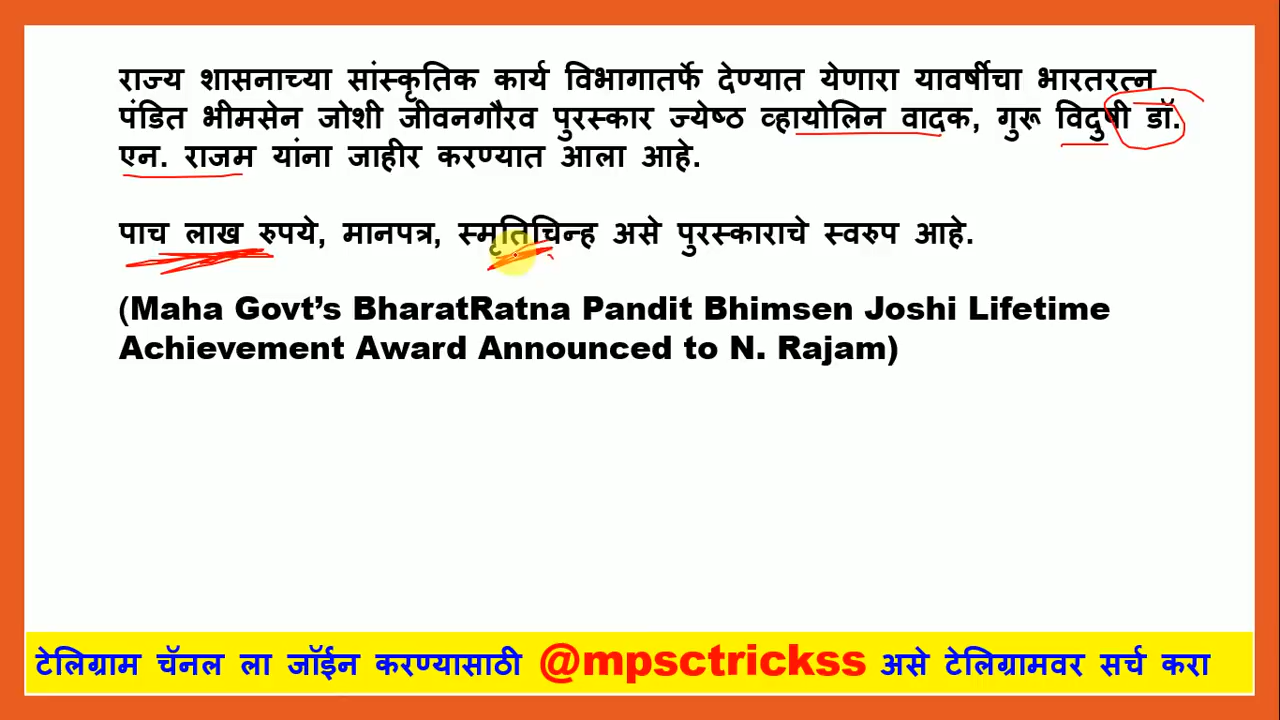 राज्य शासनाच्या सांस्कृतिक कार्य विभागातर्फे देण्यात येणारा यावर्षीचा भारतरत्न
पंडित भीमसेन जोशी जीवनगौरव पुरस्कार ज्येष्ठ व्हायोलिन वादक, गुरू विदुषी डॉ.
एन. राजम यांना जाहीर करण्यात आला आहे.
पाच लाख रुपये, मानपत्र, स्मृतिचिन्ह असे पुरस्काराचे स्वरुप आहे.
(Maha Govt’s BharatRatna Pandit Bhimsen Joshi Lifetime
Achievement Award Announced to N. Rajam)
टेलिग्राम चॅनल ला जॉईन करण्यासाठी @mpsctrickss असे टेलिग्रामवर सर्च करा